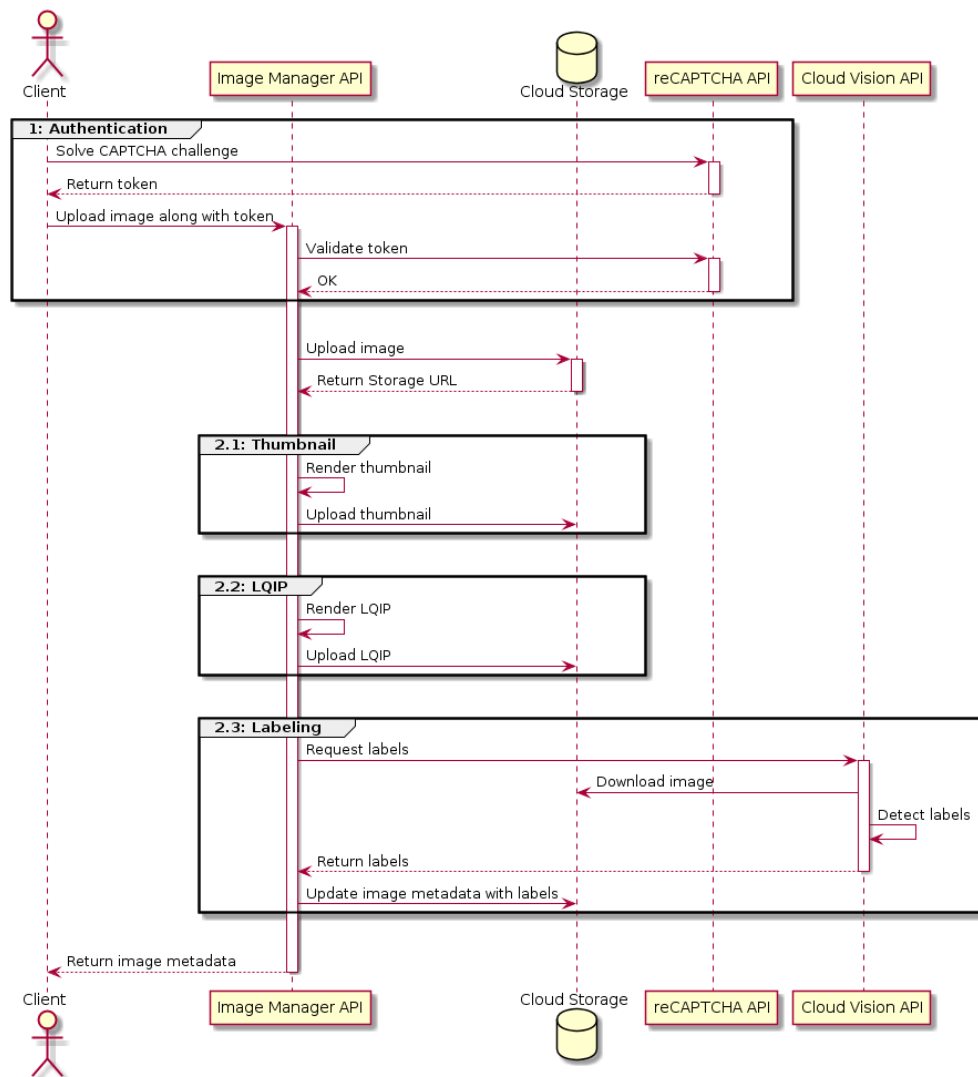 Client
Image Manager API
Cloud Storage
reCAPTCHA API
Cloud Vision API
1: Authentication
Solve CAPTCHA challenge
Return token
Upload image along with token
Validate token
OK
Upload image
Return Storage URL
2.1: Thumbnail
Render thumbnail
Upload thumbnail
2.2: LQIP
Render LQIP
Upload LQIP
2.3: Labeling
Request labels
Download image
Detect labels
Return labels
Update image metadata with labels
Return image metadata
Client
Image Manager API
Cloud Storage
reCAPTCHA API
Cloud Vision API